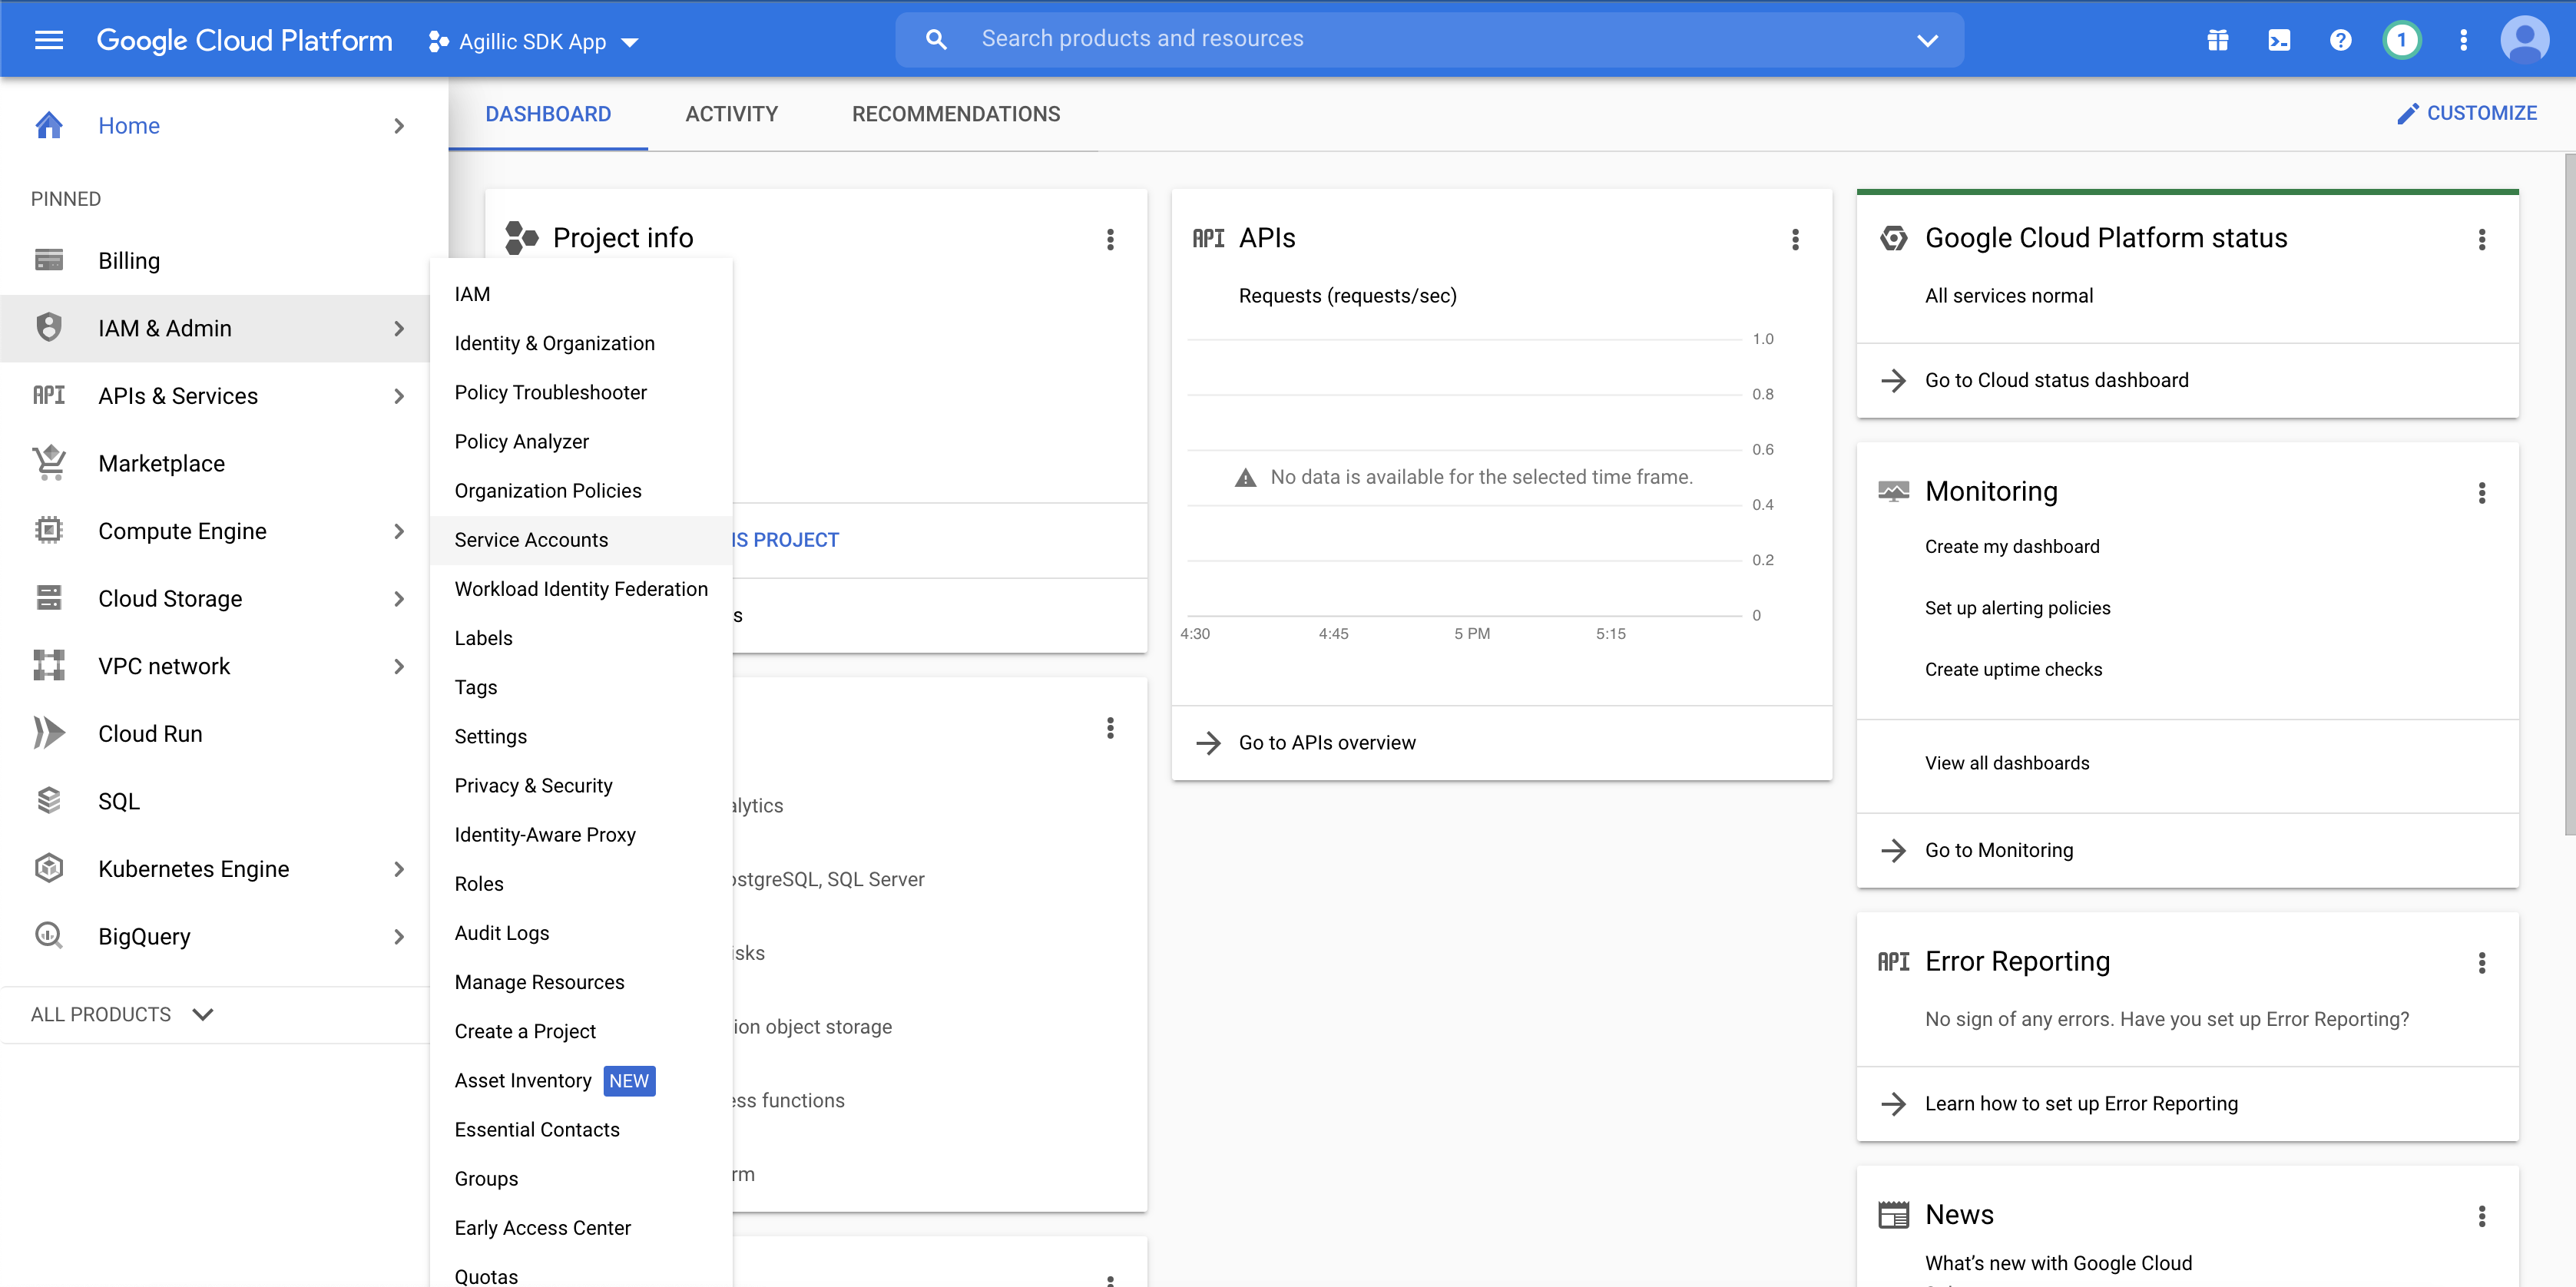 Google Cloud Platform
Agillic SDK App
Search products and resources
1
Home
PINNED
Billing
IAM & Admin
API
APIs & Services
Marketplace
Compute Engine
Cloud Storage
VPC network
Cloud Run
SQL
Kubernetes Engine
BigQuery
ALL PRODUCTS
IAM
Identity & Organization
Policy Troubleshooter
Policy Analyzer
Organization Policies
Service Accounts
Workload Identity Federation
Labels
Tags
Settings
Privacy & Security
Identity-Aware Proxy
Roles
Audit Logs
Manage Resources
Create a Project
Asset Inventory NEW
Essential Contacts
Groups
Early Access Center
Quotas
DASHBOARD
ACTIVITY
RECOMMENDATIONS
CUSTOMIZE
Project info
IS PROJECT
s
alytics
ostgreSQL, SQL Server
isks
ion object storage
ess functions
rm
API APIs
Requests (requests/sec)
1.0
0.8
0.6
No data is available for the selected time frame.
0.4
0.2
0
4:30
4:45
5 PM
5:15
Go to APIs overview
Google Cloud Platform status
All services normal
Go to Cloud status dashboard
Monitoring
Create my dashboard
Set up alerting policies
Create uptime checks
View all dashboards
Go to Monitoring
API Error Reporting
No sign of any errors. Have you set up Error Reporting?
Learn how to set up Error Reporting
News
What's new with Google Cloud